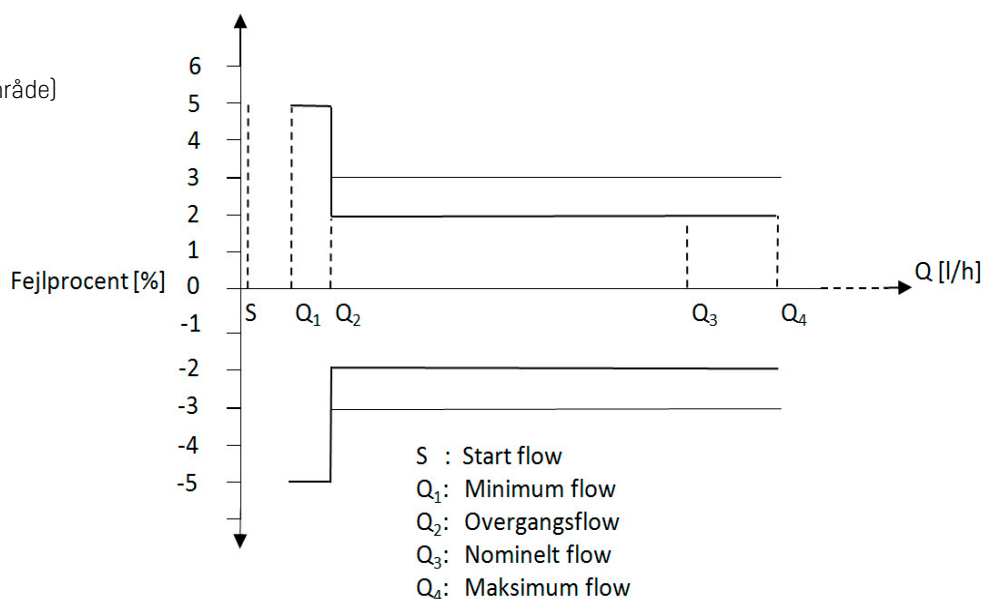 6
nråde)
5
4
3
2
1
Fejlprocent [%] 0
Q [l/h]
S Q₁ Q₂ Q₃ Q₄
-1
-2
-3
-4
-5
S : Start flow
Q₁: Minimum flow
Q₂: Overgangsflow
Q₃: Nominelt flow
Q₄: Maksimum flow